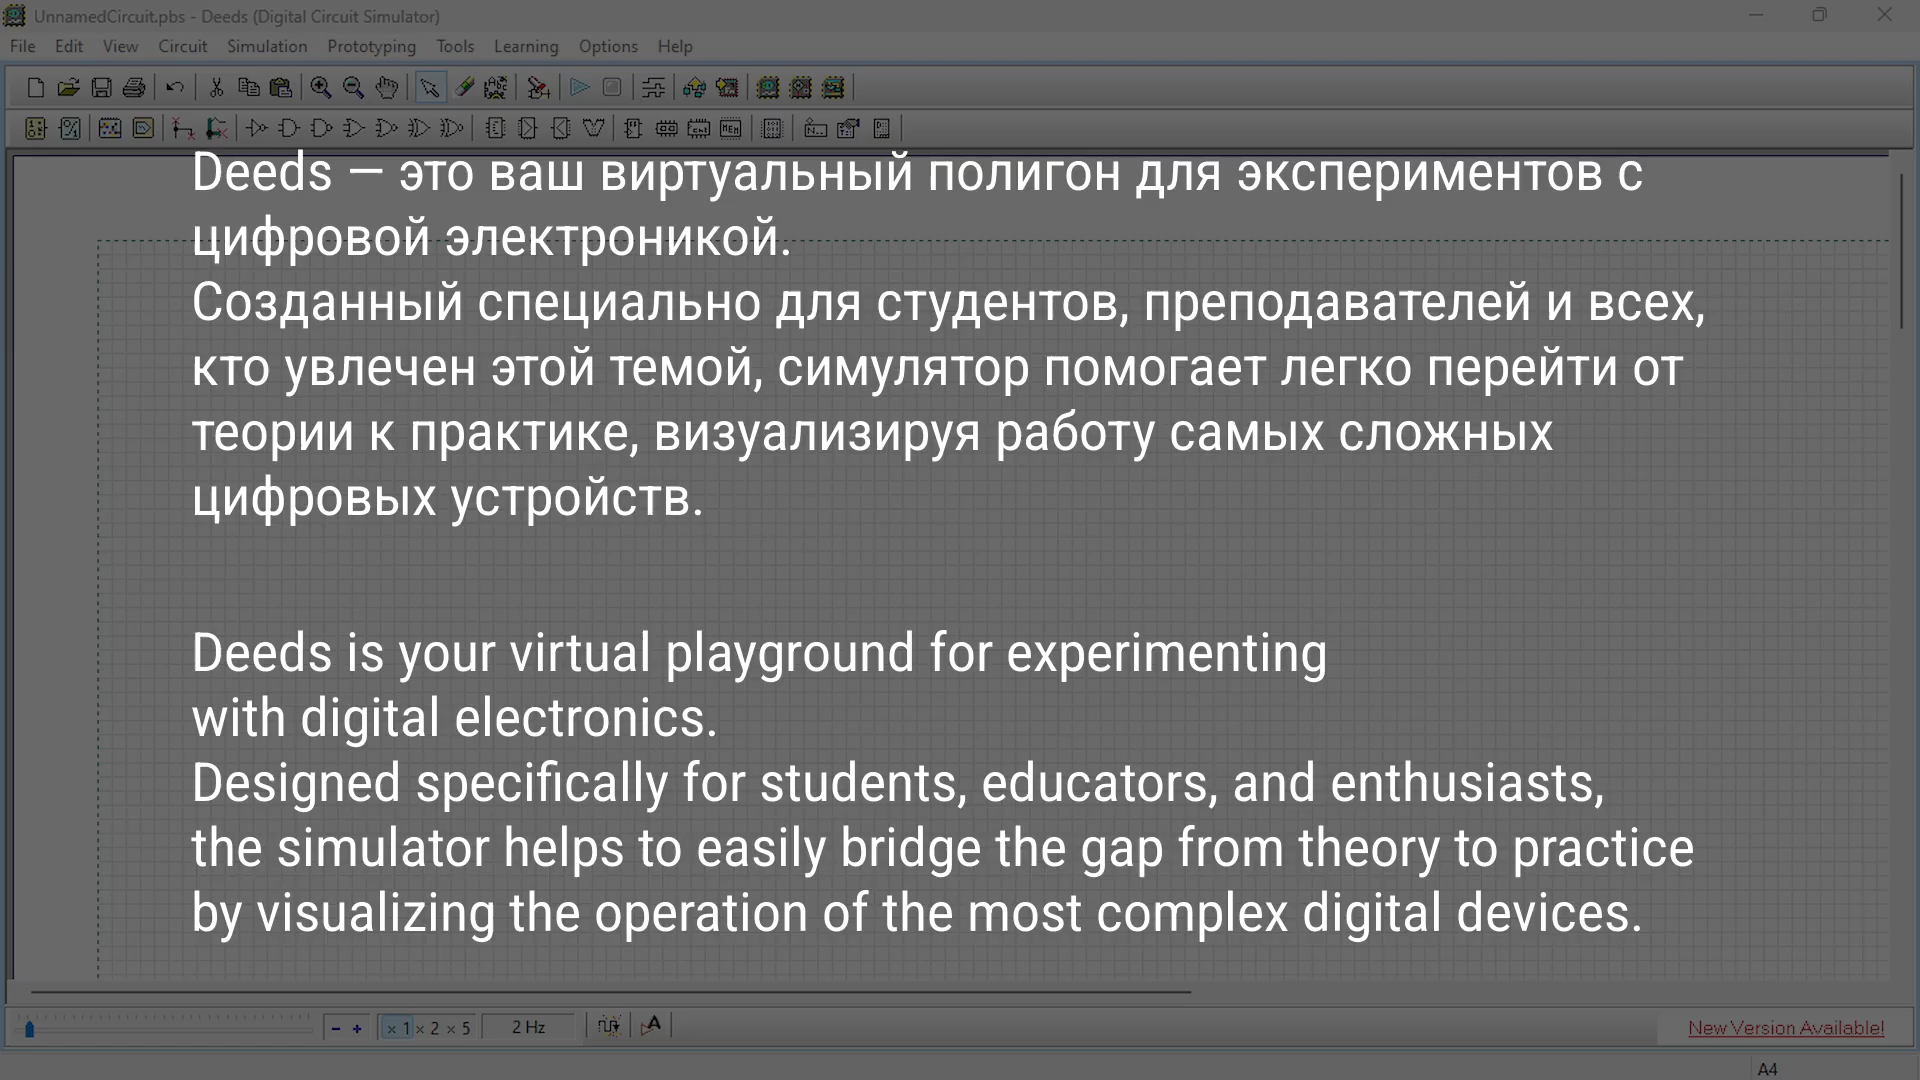 UnnamedCircuit.pbs - Deeds (Digital Circuit Simulator)
File Edit View Circuit Simulation Prototyping Tools Learning Options Help
Deeds — это ваш виртуальный полигон для экспериментов с
цифровой электроникой.
Созданный специально для студентов, преподавателей и всех,
кто увлечен этой темой, симулятор помогает легко перейти от
теории к практике, визуализируя работу самых сложных
цифровых устройств.
Deeds is your virtual playground for experimenting
with digital electronics.
Designed specifically for students, educators, and enthusiasts,
the simulator helps to easily bridge the gap from theory to practice
by visualizing the operation of the most complex digital devices.
- + x 1 x 2 x 5 2 Hz New Version Available!
A4